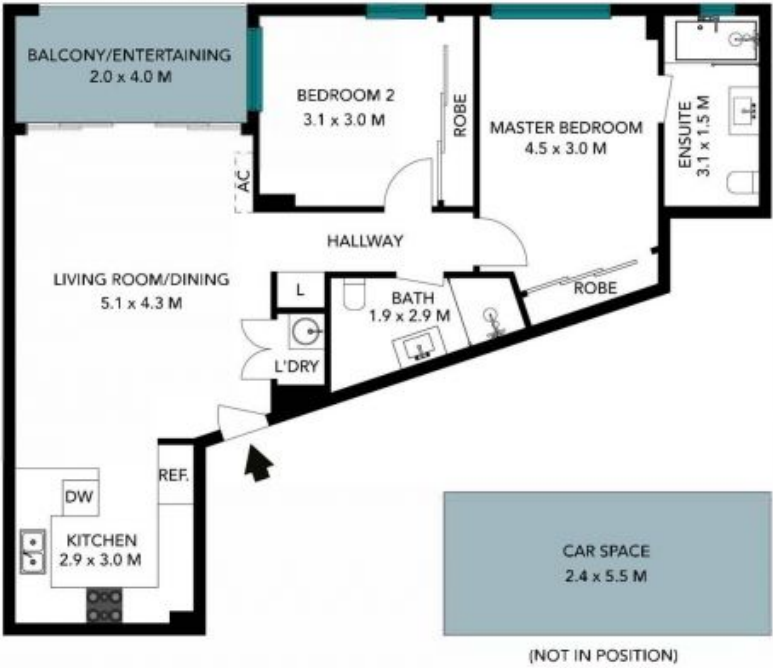 BALCONY/ENTERTAINING
2.0 x 4.0 M
BEDROOM 2
3.1 x 3.0 M
ROBE
MASTER BEDROOM
4.5 x 3.0 M
ENSUITE
3.1 x 1.5 M
AC
HALLWAY
LIVING ROOM/DINING
5.1 x 4.3 M
L
BATH
1.9 x 2.9 M
ROBE
L'DRY
REF.
DW
KITCHEN
2.9 x 3.0 M
CAR SPACE
2.4 x 5.5 M
(NOT IN POSITION)